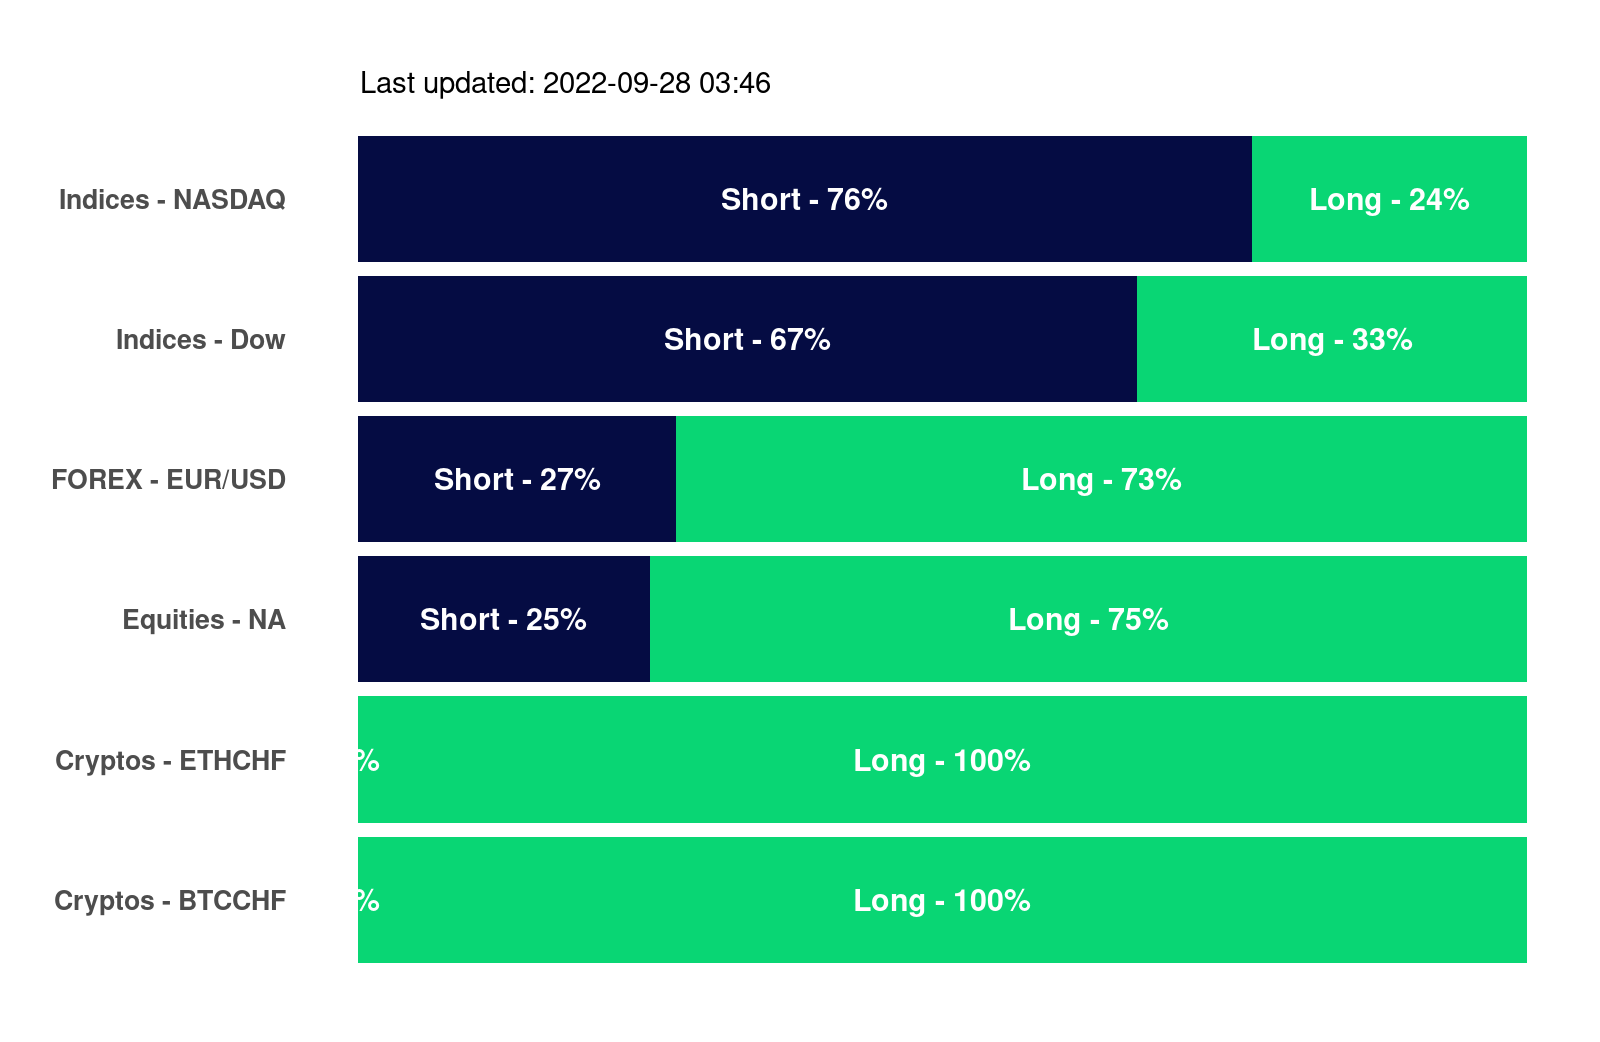 Last updated: 2022-09-28 03:46
Indices - NASDAQ Short - 76% Long - 24%
Indices - Dow Short - 67% Long - 33%
FOREX - EUR/USD Short - 27% Long - 73%
Equities - NA Short - 25% Long - 75%
Cryptos - ETHCHF % Long - 100%
Cryptos - BTCCHF % Long - 100%